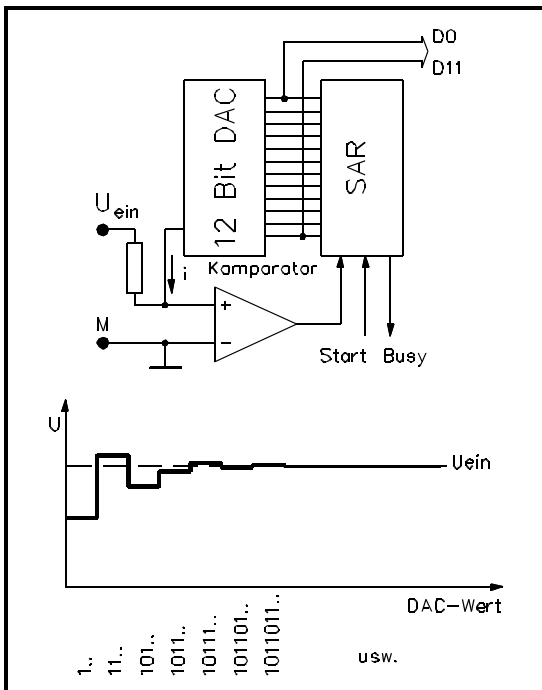 D0
D11
12 Bit DAC
SAR
Uein
i
Kamparator
M
+
-
Start Busy
U
Uein
DAC-Wert
1..
11..
101..
1011..
10111..
101101..
1011011..
usw.